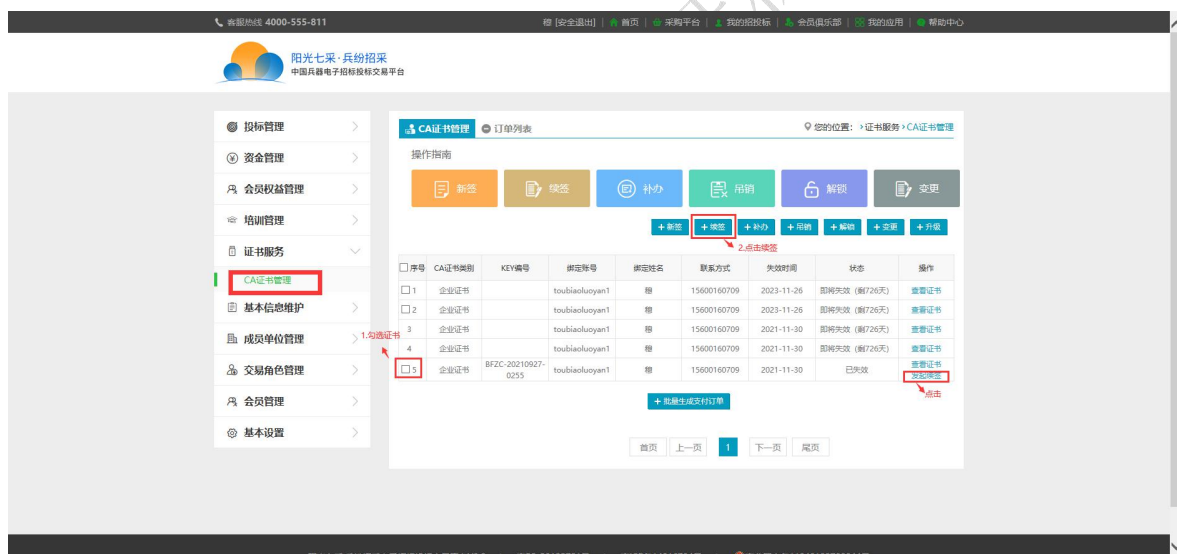 客服热线 4000-555-811
穆 [安全退出] | 首页 | 采购平台 | 我的招投标 | 会员俱乐部 | 我的应用 | 帮助中心
阳光七采·兵纷招采
中国兵器电子招标投标交易平台
投标管理
资金管理
会员权益管理
培训管理
证书服务
CA证书管理
基本信息维护
成员单位管理
交易角色管理
会员管理
基本设置
CA证书管理 订单列表 您的位置: >证书服务>CA证书管理
操作指南
新签 续签 补办 吊销 解锁 变更
+新签 +续签 +补办 +吊销 +解锁 +变更 +升级
2.点击续签
序号 CA证书类别 KEY编号 绑定账号 绑定姓名 联系方式 失效时间 状态 操作
1 企业证书 toubiaoluoyan1 穆 15600160709 2023-11-26 即将失效 (剩726天) 查看证书
2 企业证书 toubiaoluoyan1 穆 15600160709 2023-11-26 即将失效 (剩726天) 查看证书
3 企业证书 toubiaoluoyan1 穆 15600160709 2021-11-30 即将失效 (剩726天) 查看证书
1.勾选证书
4 企业证书 toubiaoluoyan1 穆 15600160709 2021-11-30 即将失效 (剩726天) 查看证书
5 企业证书 BFZC-20210927-0255 toubiaoluoyan1 穆 15600160709 2021-11-30 已失效 查看证书
发起续签
点击
+ 批量生成支付订单
首页 上一页 1 下一页 尾页